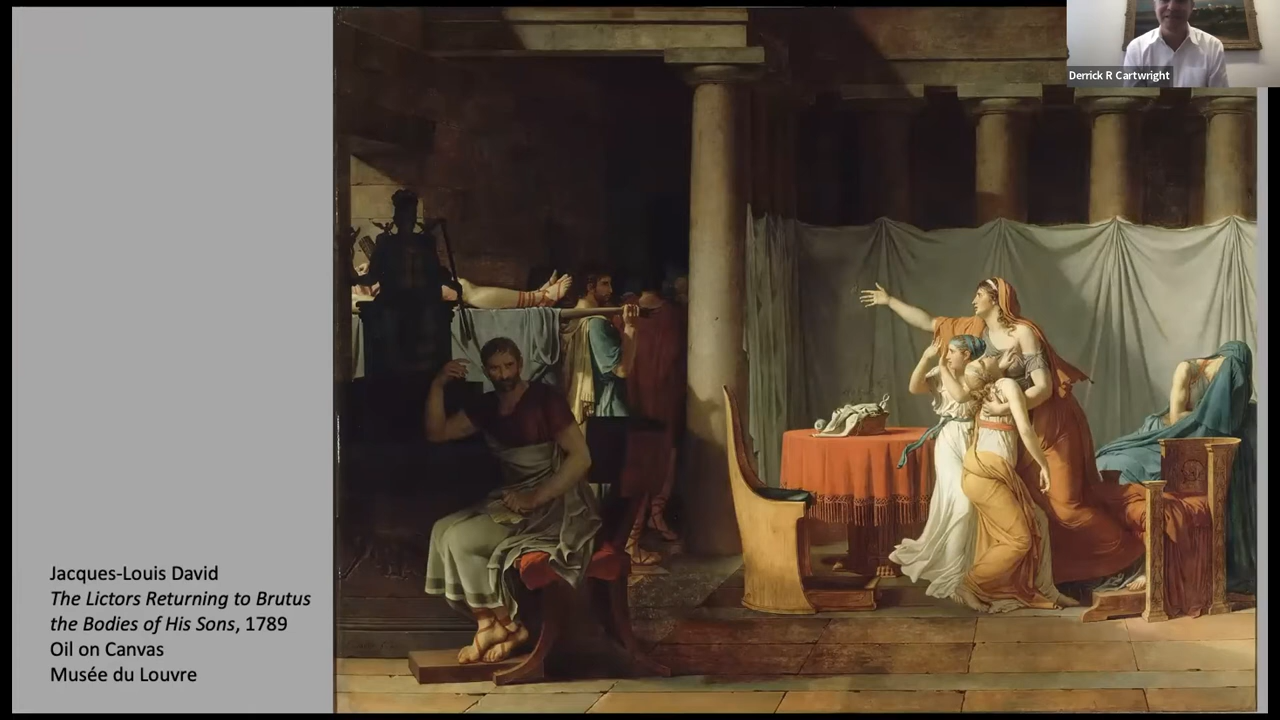 Derrick R Cartwright
Jacques-Louis David
The Lictors Returning to Brutus
the Bodies of His Sons, 1789
Oil on Canvas
Musée du Louvre